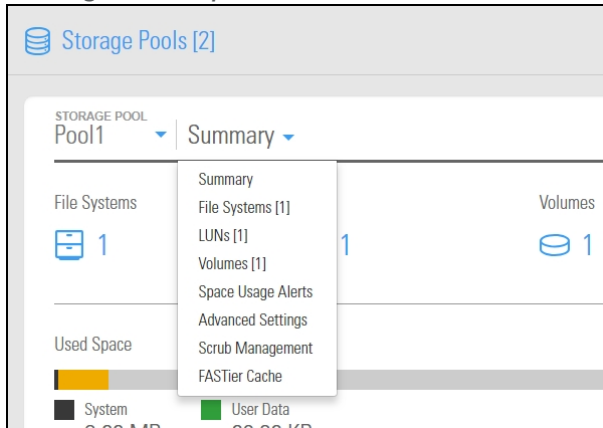 Storage Pools [2]
STORAGE POOL
Pool1
Summary
Summary
File Systems [1]
LUNs [1]
Volumes [1]
Space Usage Alerts
Advanced Settings
Scrub Management
FASTier Cache
File Systems
1
1
Volumes
1
Used Space
System
User Data